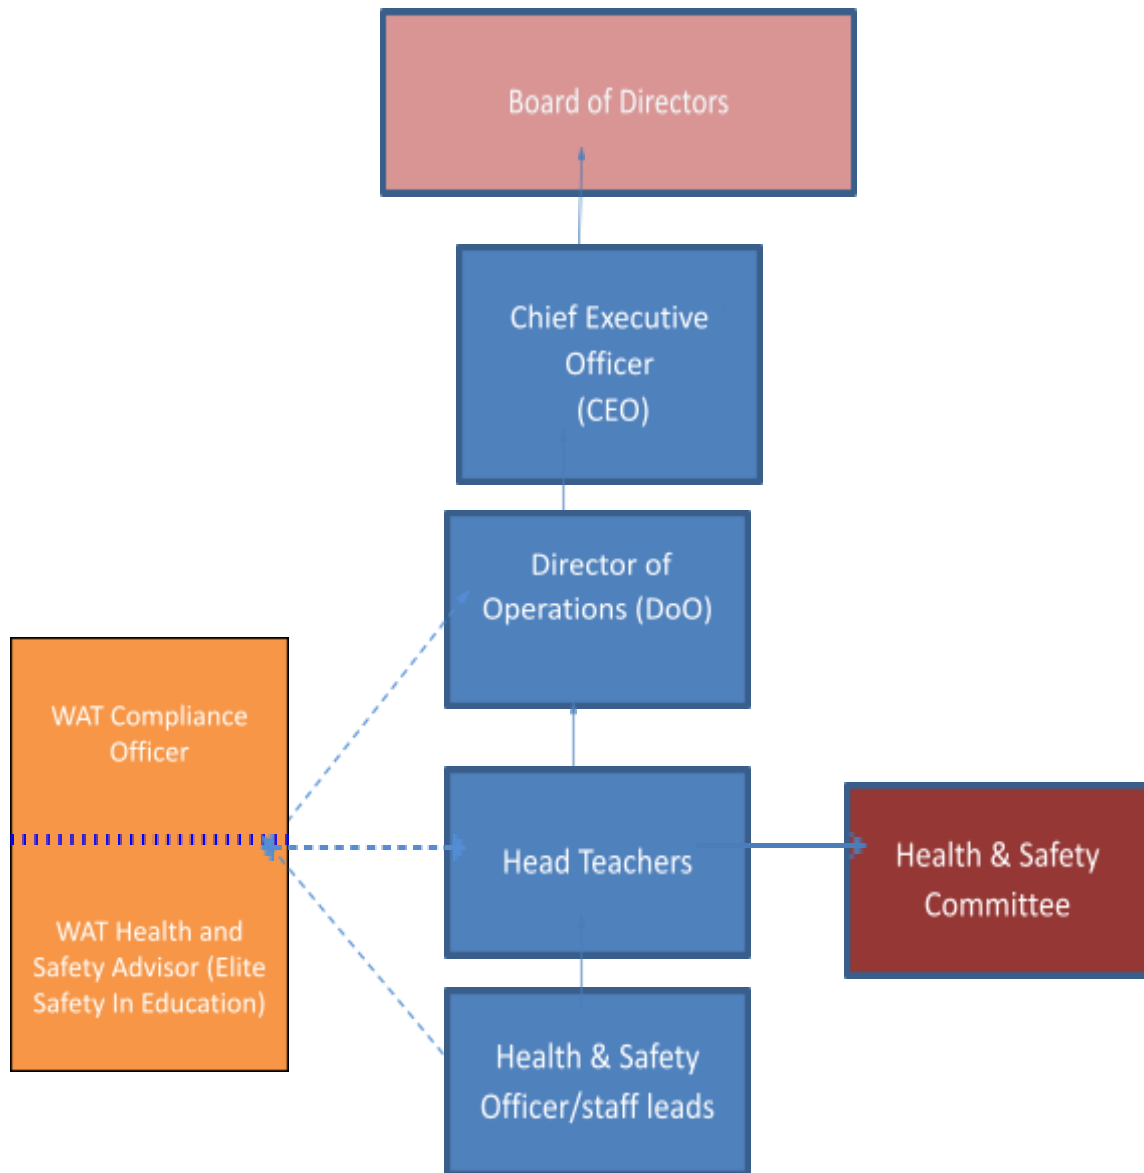 Board of Directors
Chief Executive
Officer
(CEO)
Director of
Operations (DoO)
WAT Compliance
Officer
Head Teachers
Health & Safety
Committee
WAT Health and
Safety Advisor (Elite
Safety In Education)
Health & Safety
Officer/staff leads